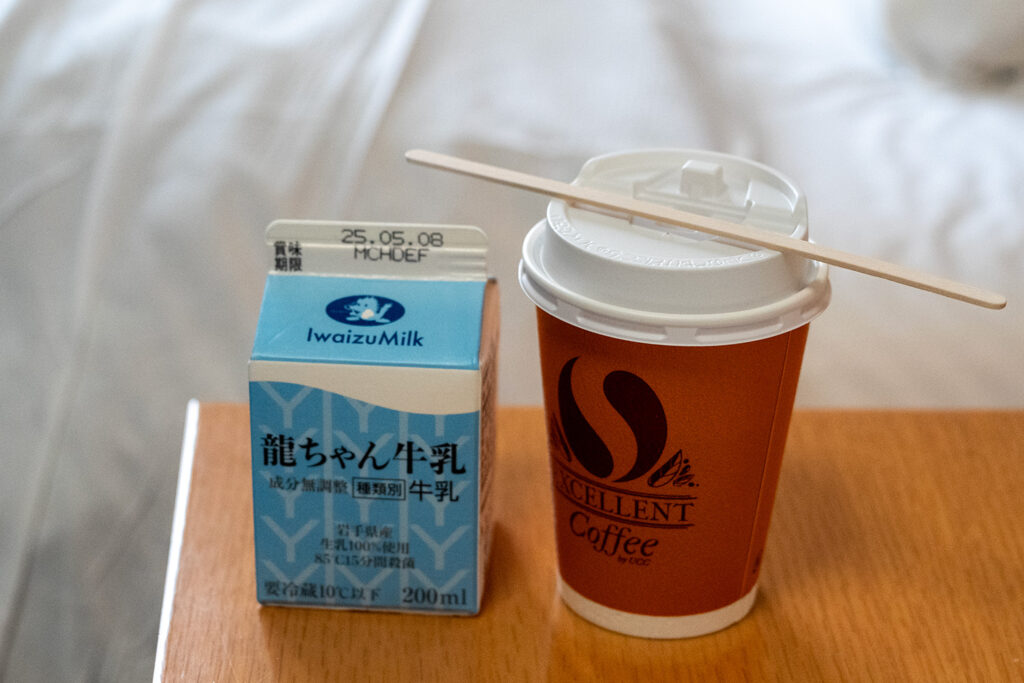 賞味
期限
25.05.08
MCHDEF
IwaizuMilk
龍ちゃん牛乳
成分無調整 種類別 牛乳
岩手県産
生乳100%使用
85℃15分間殺菌
要冷蔵10℃以下 200ml
EXCELLENT
Coffee
by UCC